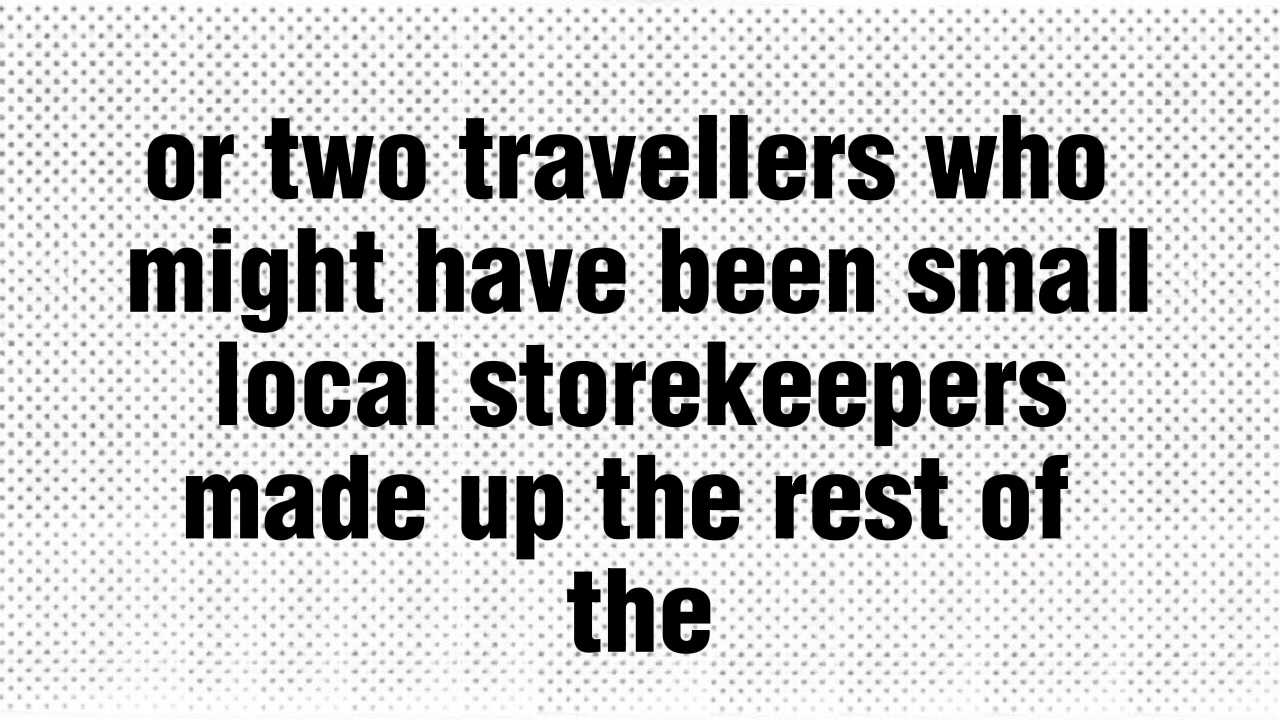 or two travellers who
might have been small
local storekeepers
made up the rest of
the